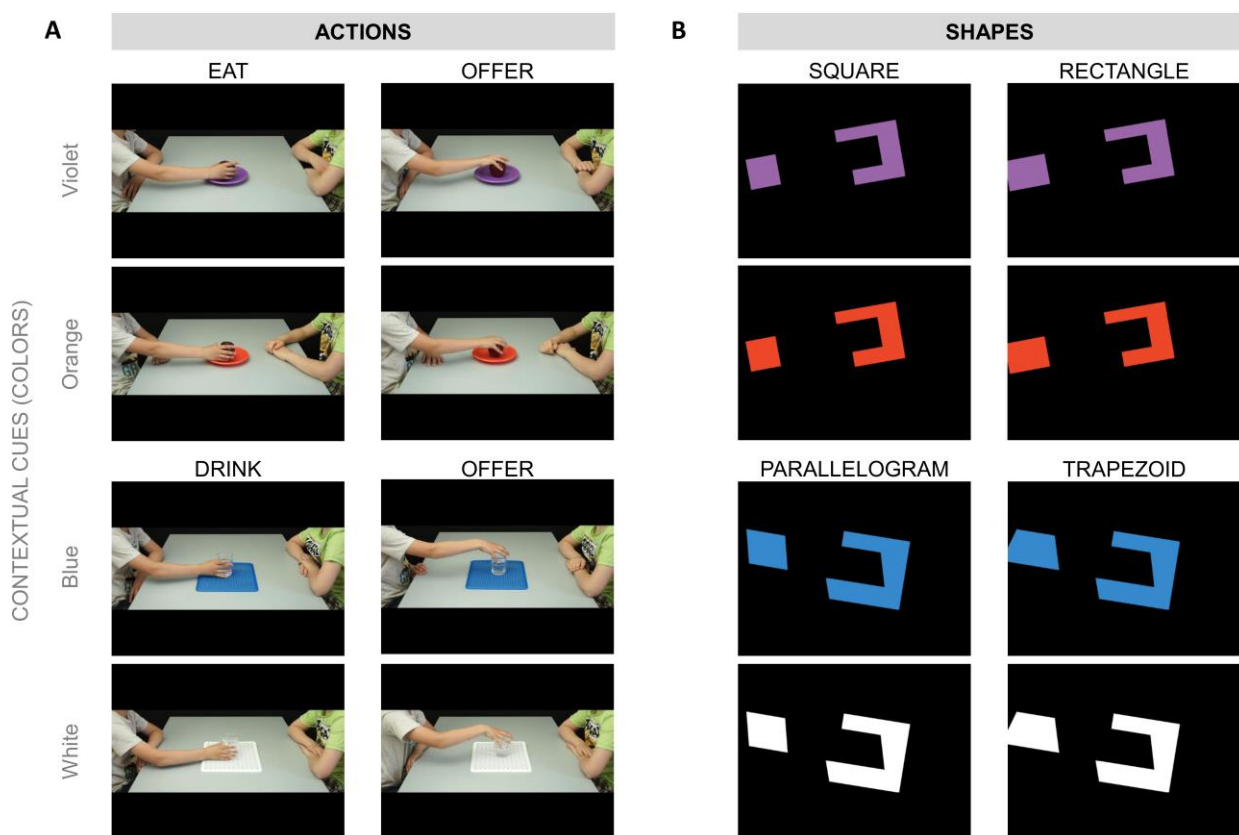 A
ACTIONS
B
SHAPES
EAT
OFFER
SQUARE
RECTANGLE
Violet
Orange
DRINK
OFFER
PARALLELOGRAM
TRAPEZOID
Blue
White
CONTEXTUAL CUES (COLORS)